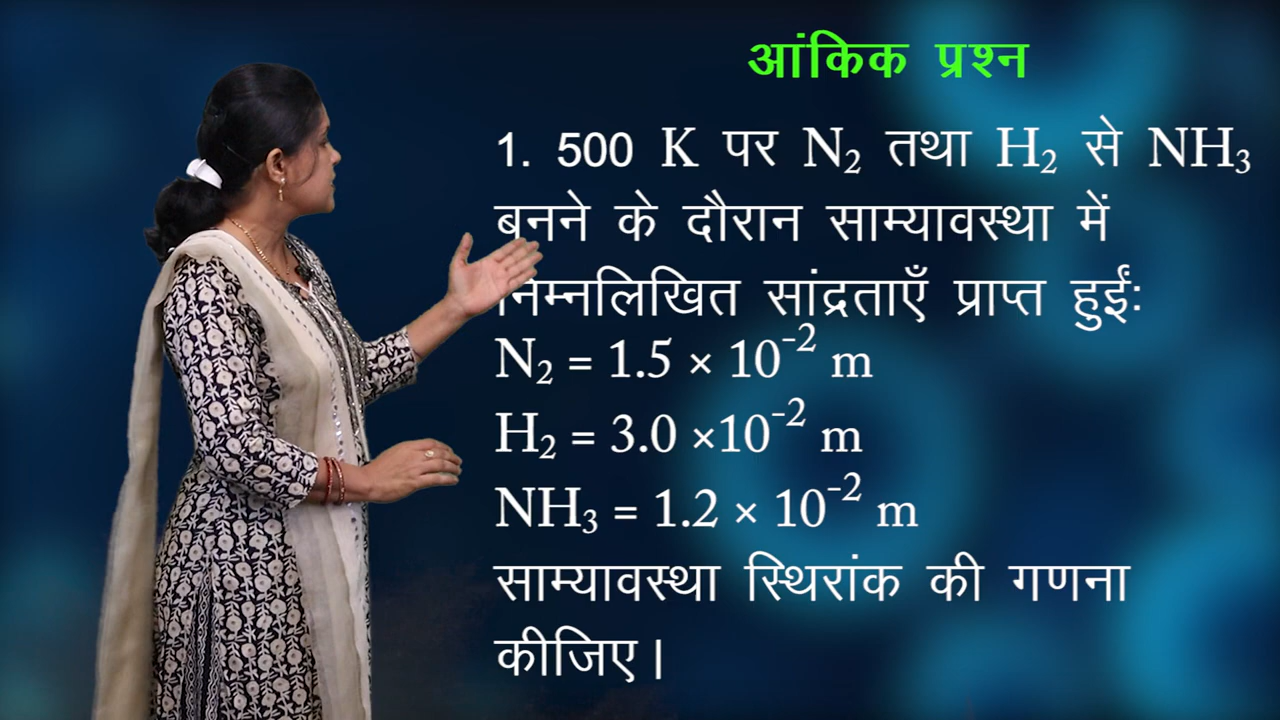 आंकिक प्रश्न
1. 500 K पर N₂ तथा H₂ से NH₃
बनने के दौरान साम्यावस्था में
निम्नलिखित सांद्रताएँ प्राप्त हुईंः
N₂ = 1.5 × 10⁻² m
H₂ = 3.0 ×10⁻² m
NH₃ = 1.2 × 10⁻² m
साम्यावस्था स्थिरांक की गणना
कीजिए।